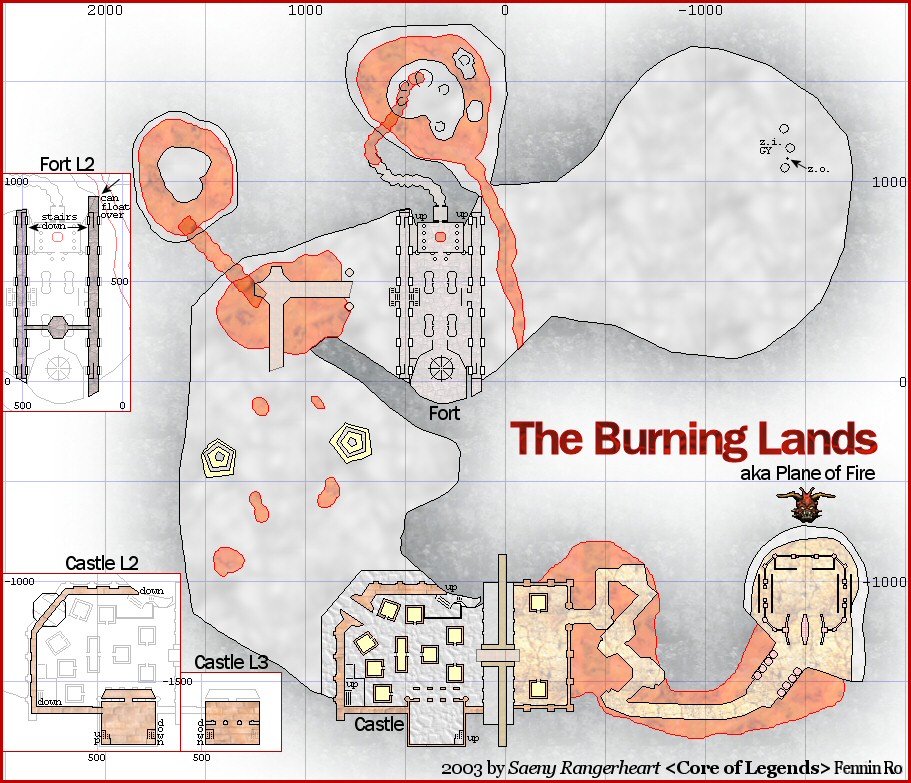 2000 1000 0 -1000
z.i.
GY
z.o.
Fort L2
1000
can
float
over
stairs
down
up up
1000
500
500
0
500 0
0
Fort
The Burning Lands
aka Plane of Fire
Castle L2
-1000
down
up
-1000
up
down
-1500
Castle L3
up
down
down
500
500
Castle
up
2003 by Saeny Rangerheart <Core of Legends> Fennin Ro